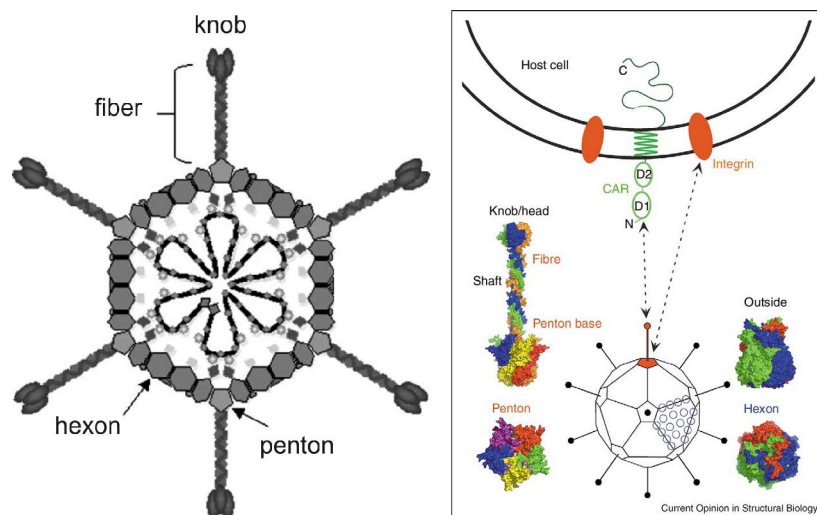 knob
fiber
hexon
penton
Host cell
C
Integrin
D2
CAR
D1
N
Knob/head
Fibre
Shaft
Penton base
Outside
Penton
Hexon
Current Opinion in Structural Biology